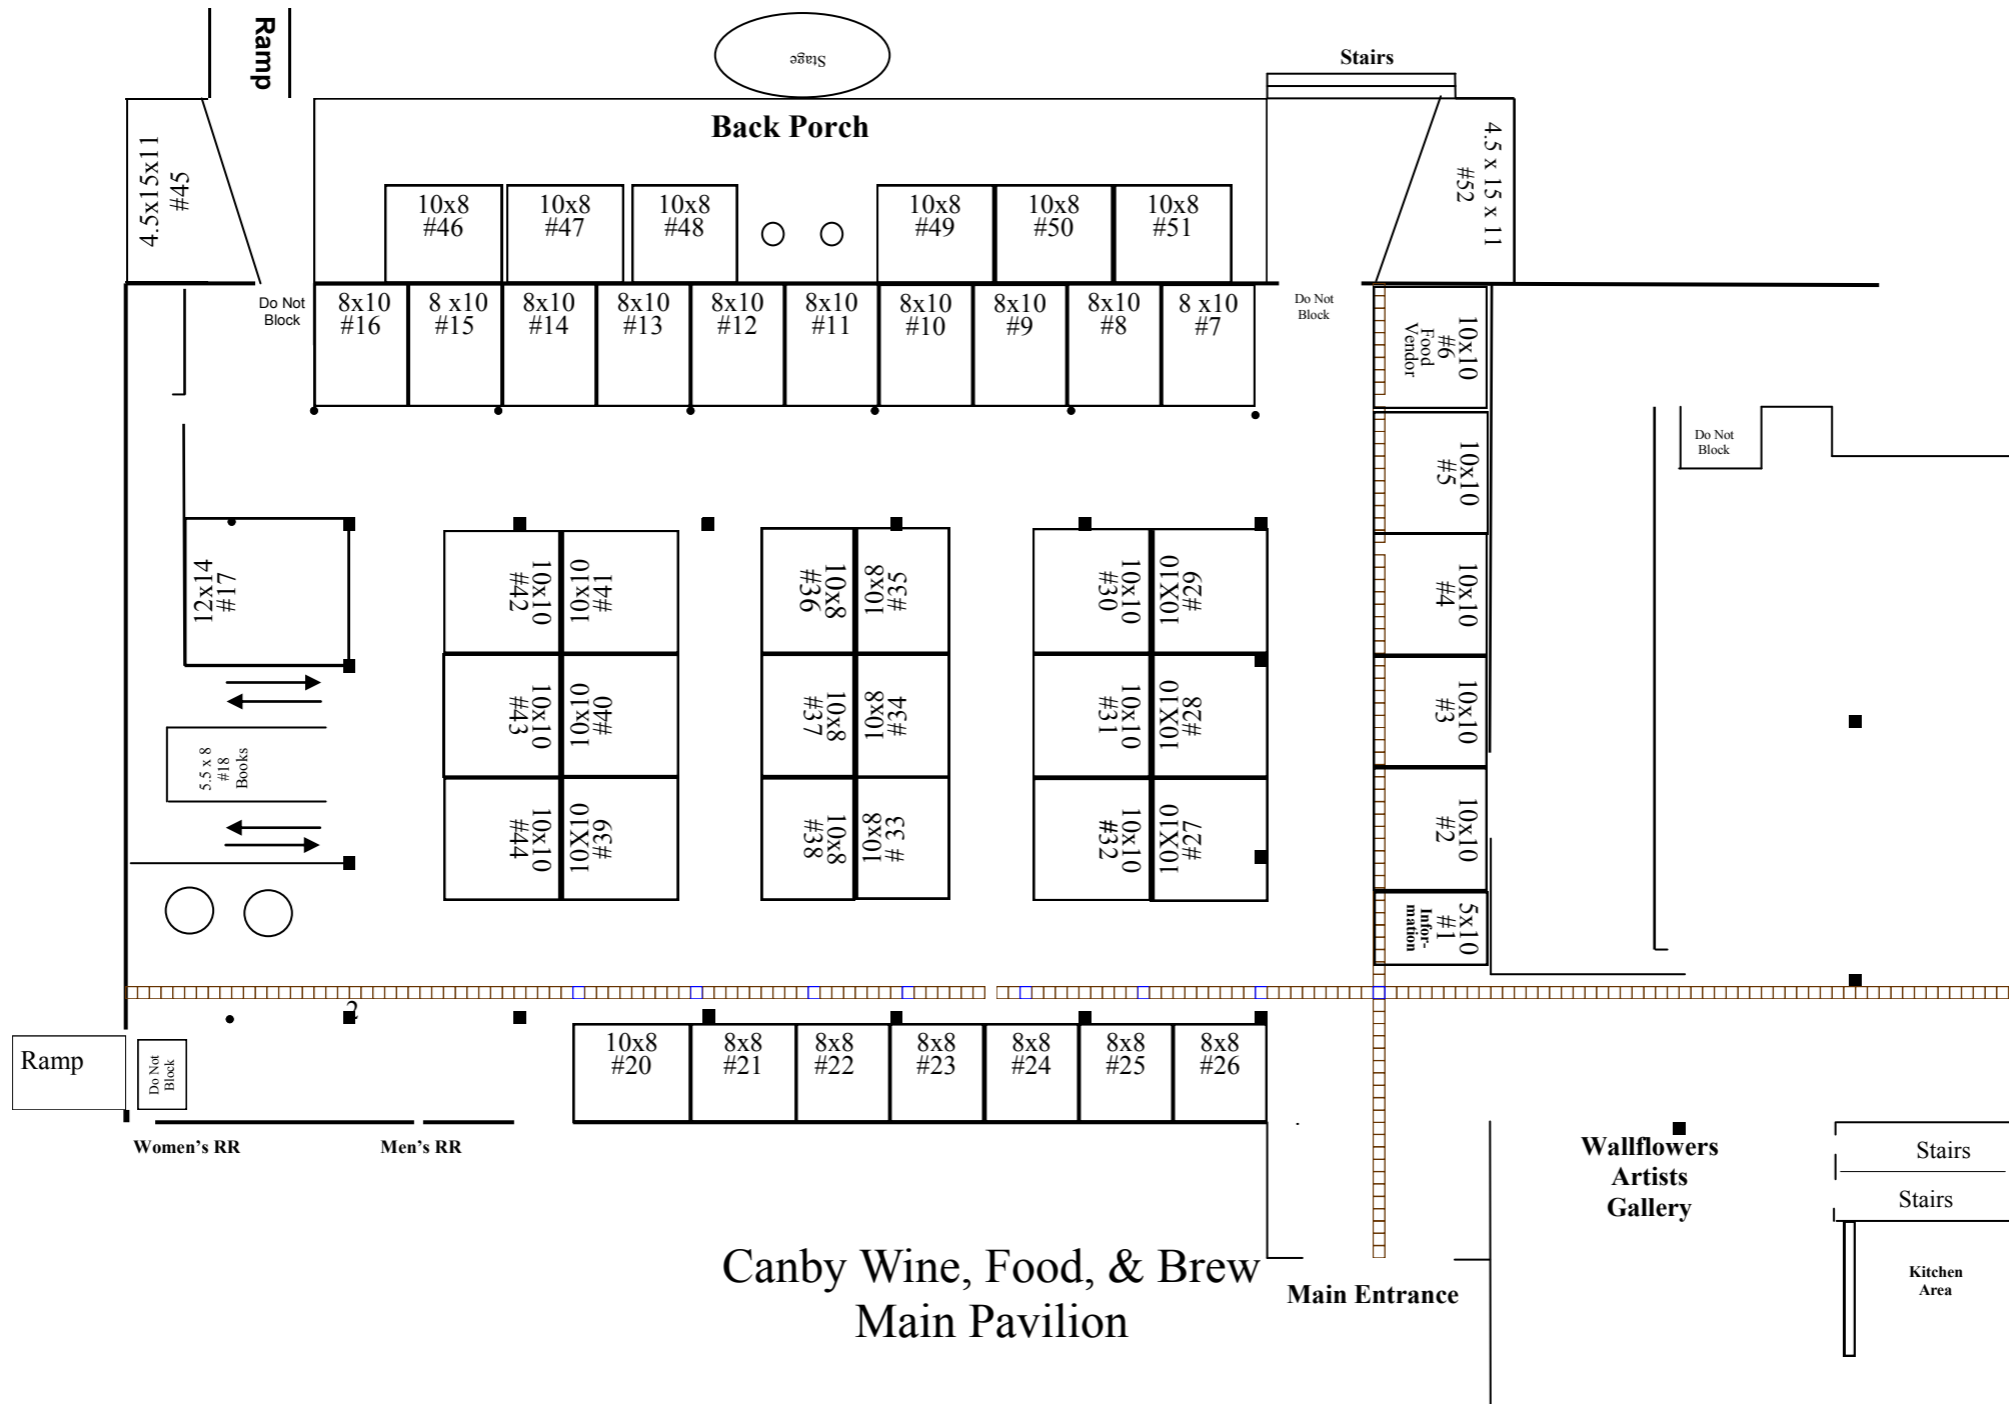 Ramp
Stage
Stairs
Back Porch
4.5x15x11
#45
4.5 x 15 x 11
#52
10x8
#46
10x8
#47
10x8
#48
10x8
#49
10x8
#50
10x8
#51
Do Not
Block
8x10
#16
8 x10
#15
8x10
#14
8x10
#13
8x10
#12
8x10
#11
8x10
#10
8x10
#9
8x10
#8
8 x10
#7
Do Not
Block
10x10
#6
Food
Vendor
10x10
#5
Do Not
Block
12x14
#17
10x10
#42
10x10
#41
10x8
#36
10x8
#35
10x10
#30
10X10
#29
10x10
#4
10x10
#43
10x10
#40
10x8
#37
10x8
#34
10x10
#31
10X10
#28
10x10
#3
5.5 x 8
#18
Books
10x10
#44
10X10
#39
10x8
#38
10x8
# 33
10x10
#32
10X10
#27
10x10
#2
5x10
#1
Infor-
mation
2
Ramp
Do Not
Block
10x8
#20
8x8
#21
8x8
#22
8x8
#23
8x8
#24
8x8
#25
8x8
#26
Women's RR
Men's RR
Wallflowers
Artists
Gallery
Stairs
Stairs
Canby Wine, Food, & Brew
Main Pavilion
Main Entrance
Kitchen
Area